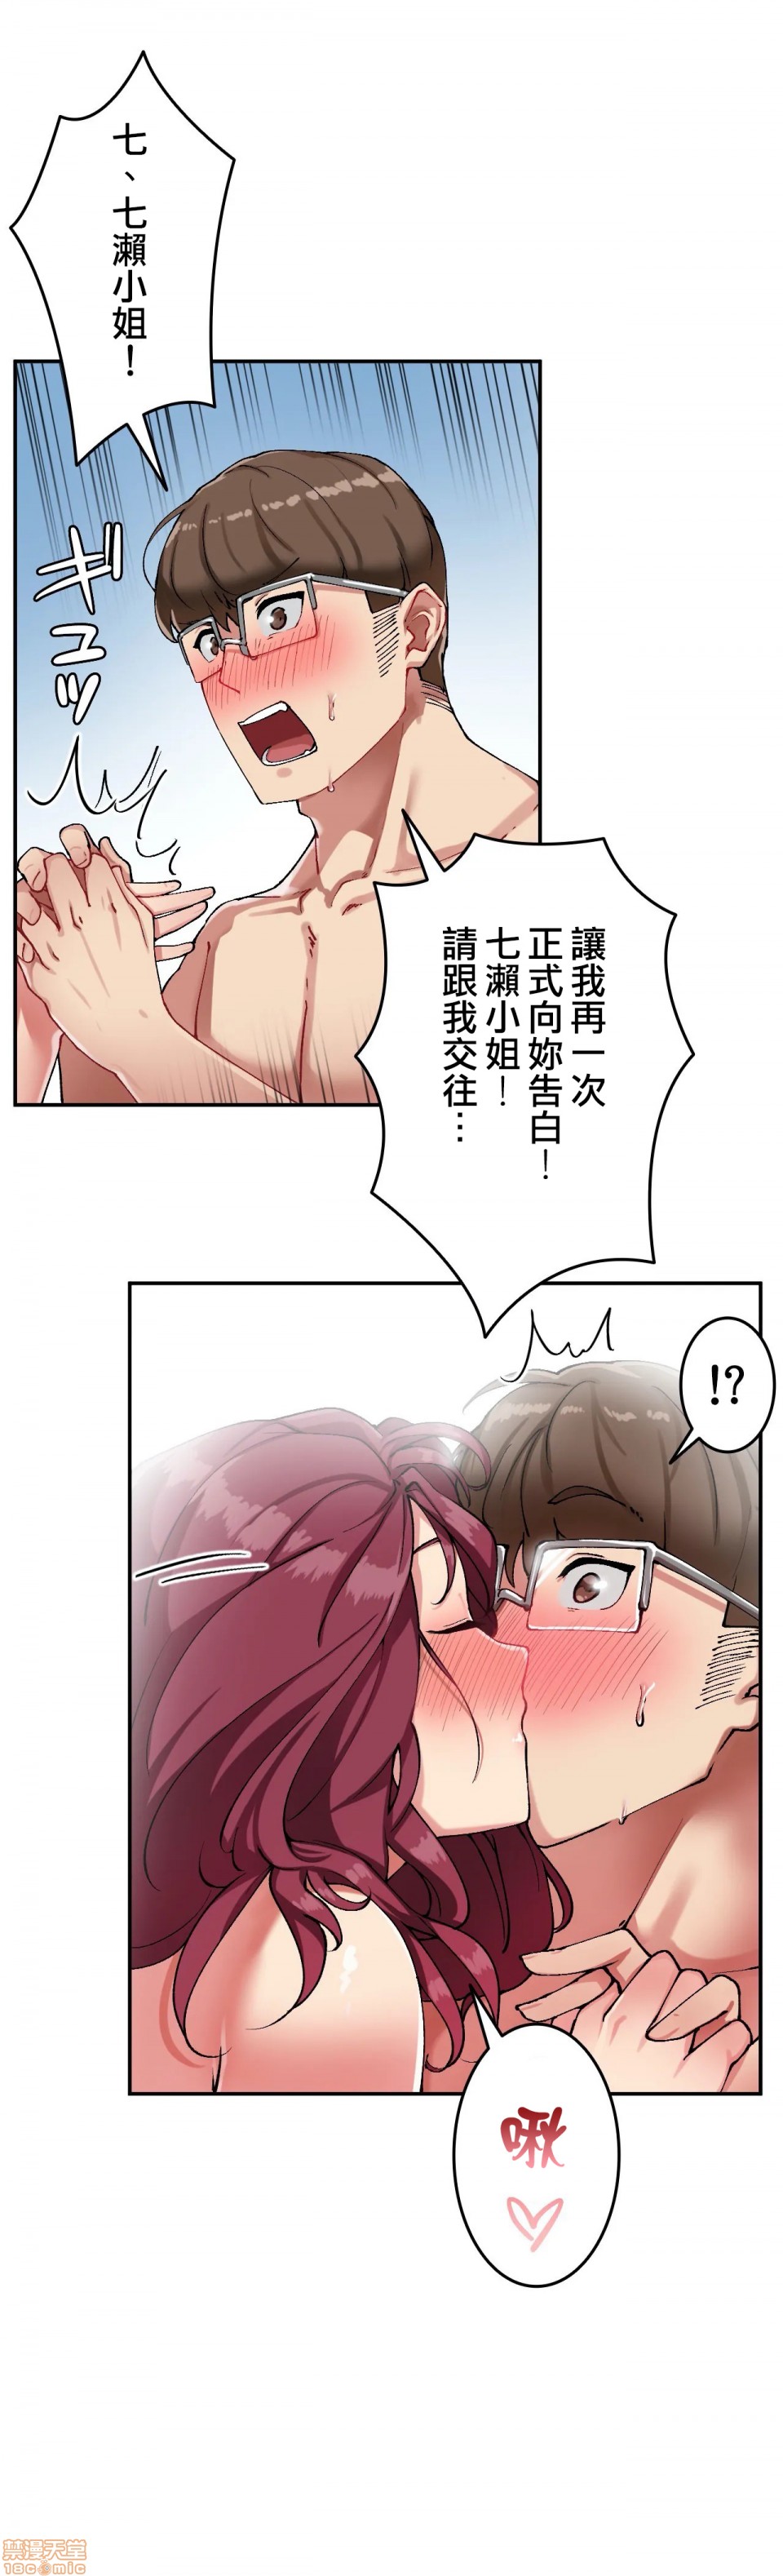 七、七瀨小姐！
ギュッ
讓我再一次
正式向妳告白！
七瀨小姐！
請跟我交往…
!?
啾
禁漫天堂
18comic